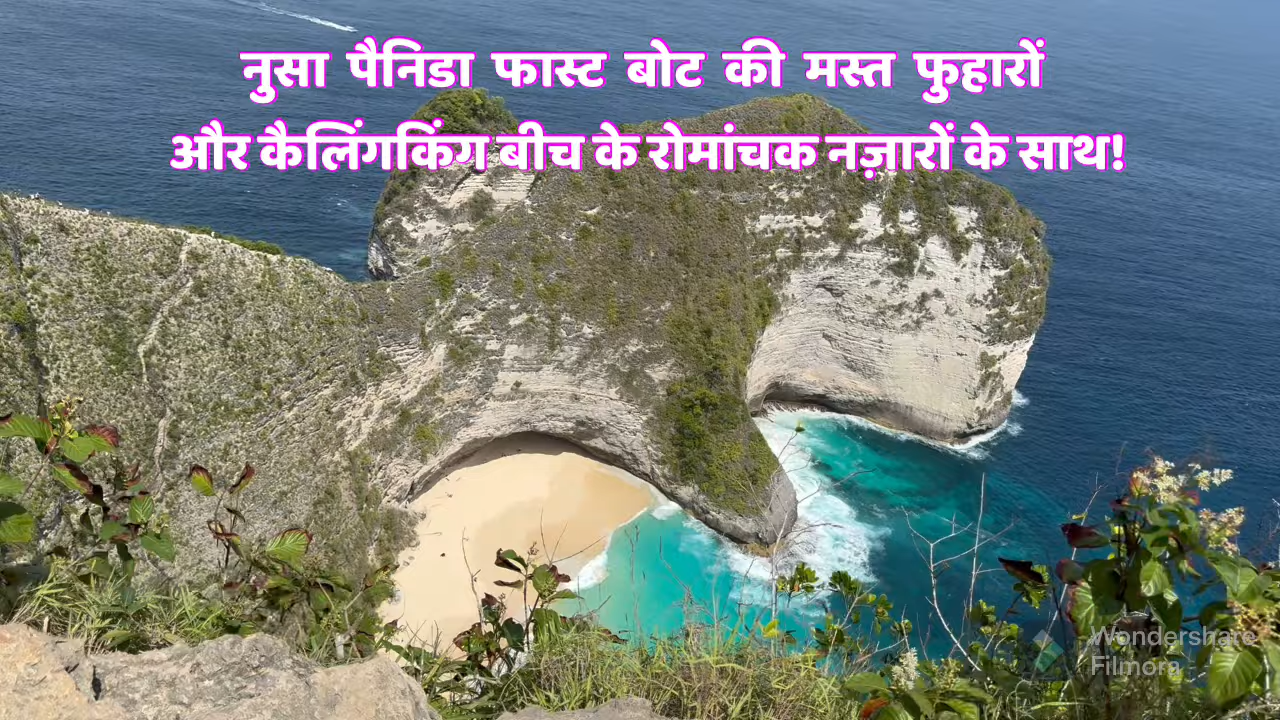 नुसा पैनिडा फास्ट बोट की मस्त फुहारों
और कैलिंगकिंग बीच के रोमांचक नज़ारों के साथ!
Wondershare
Filmora